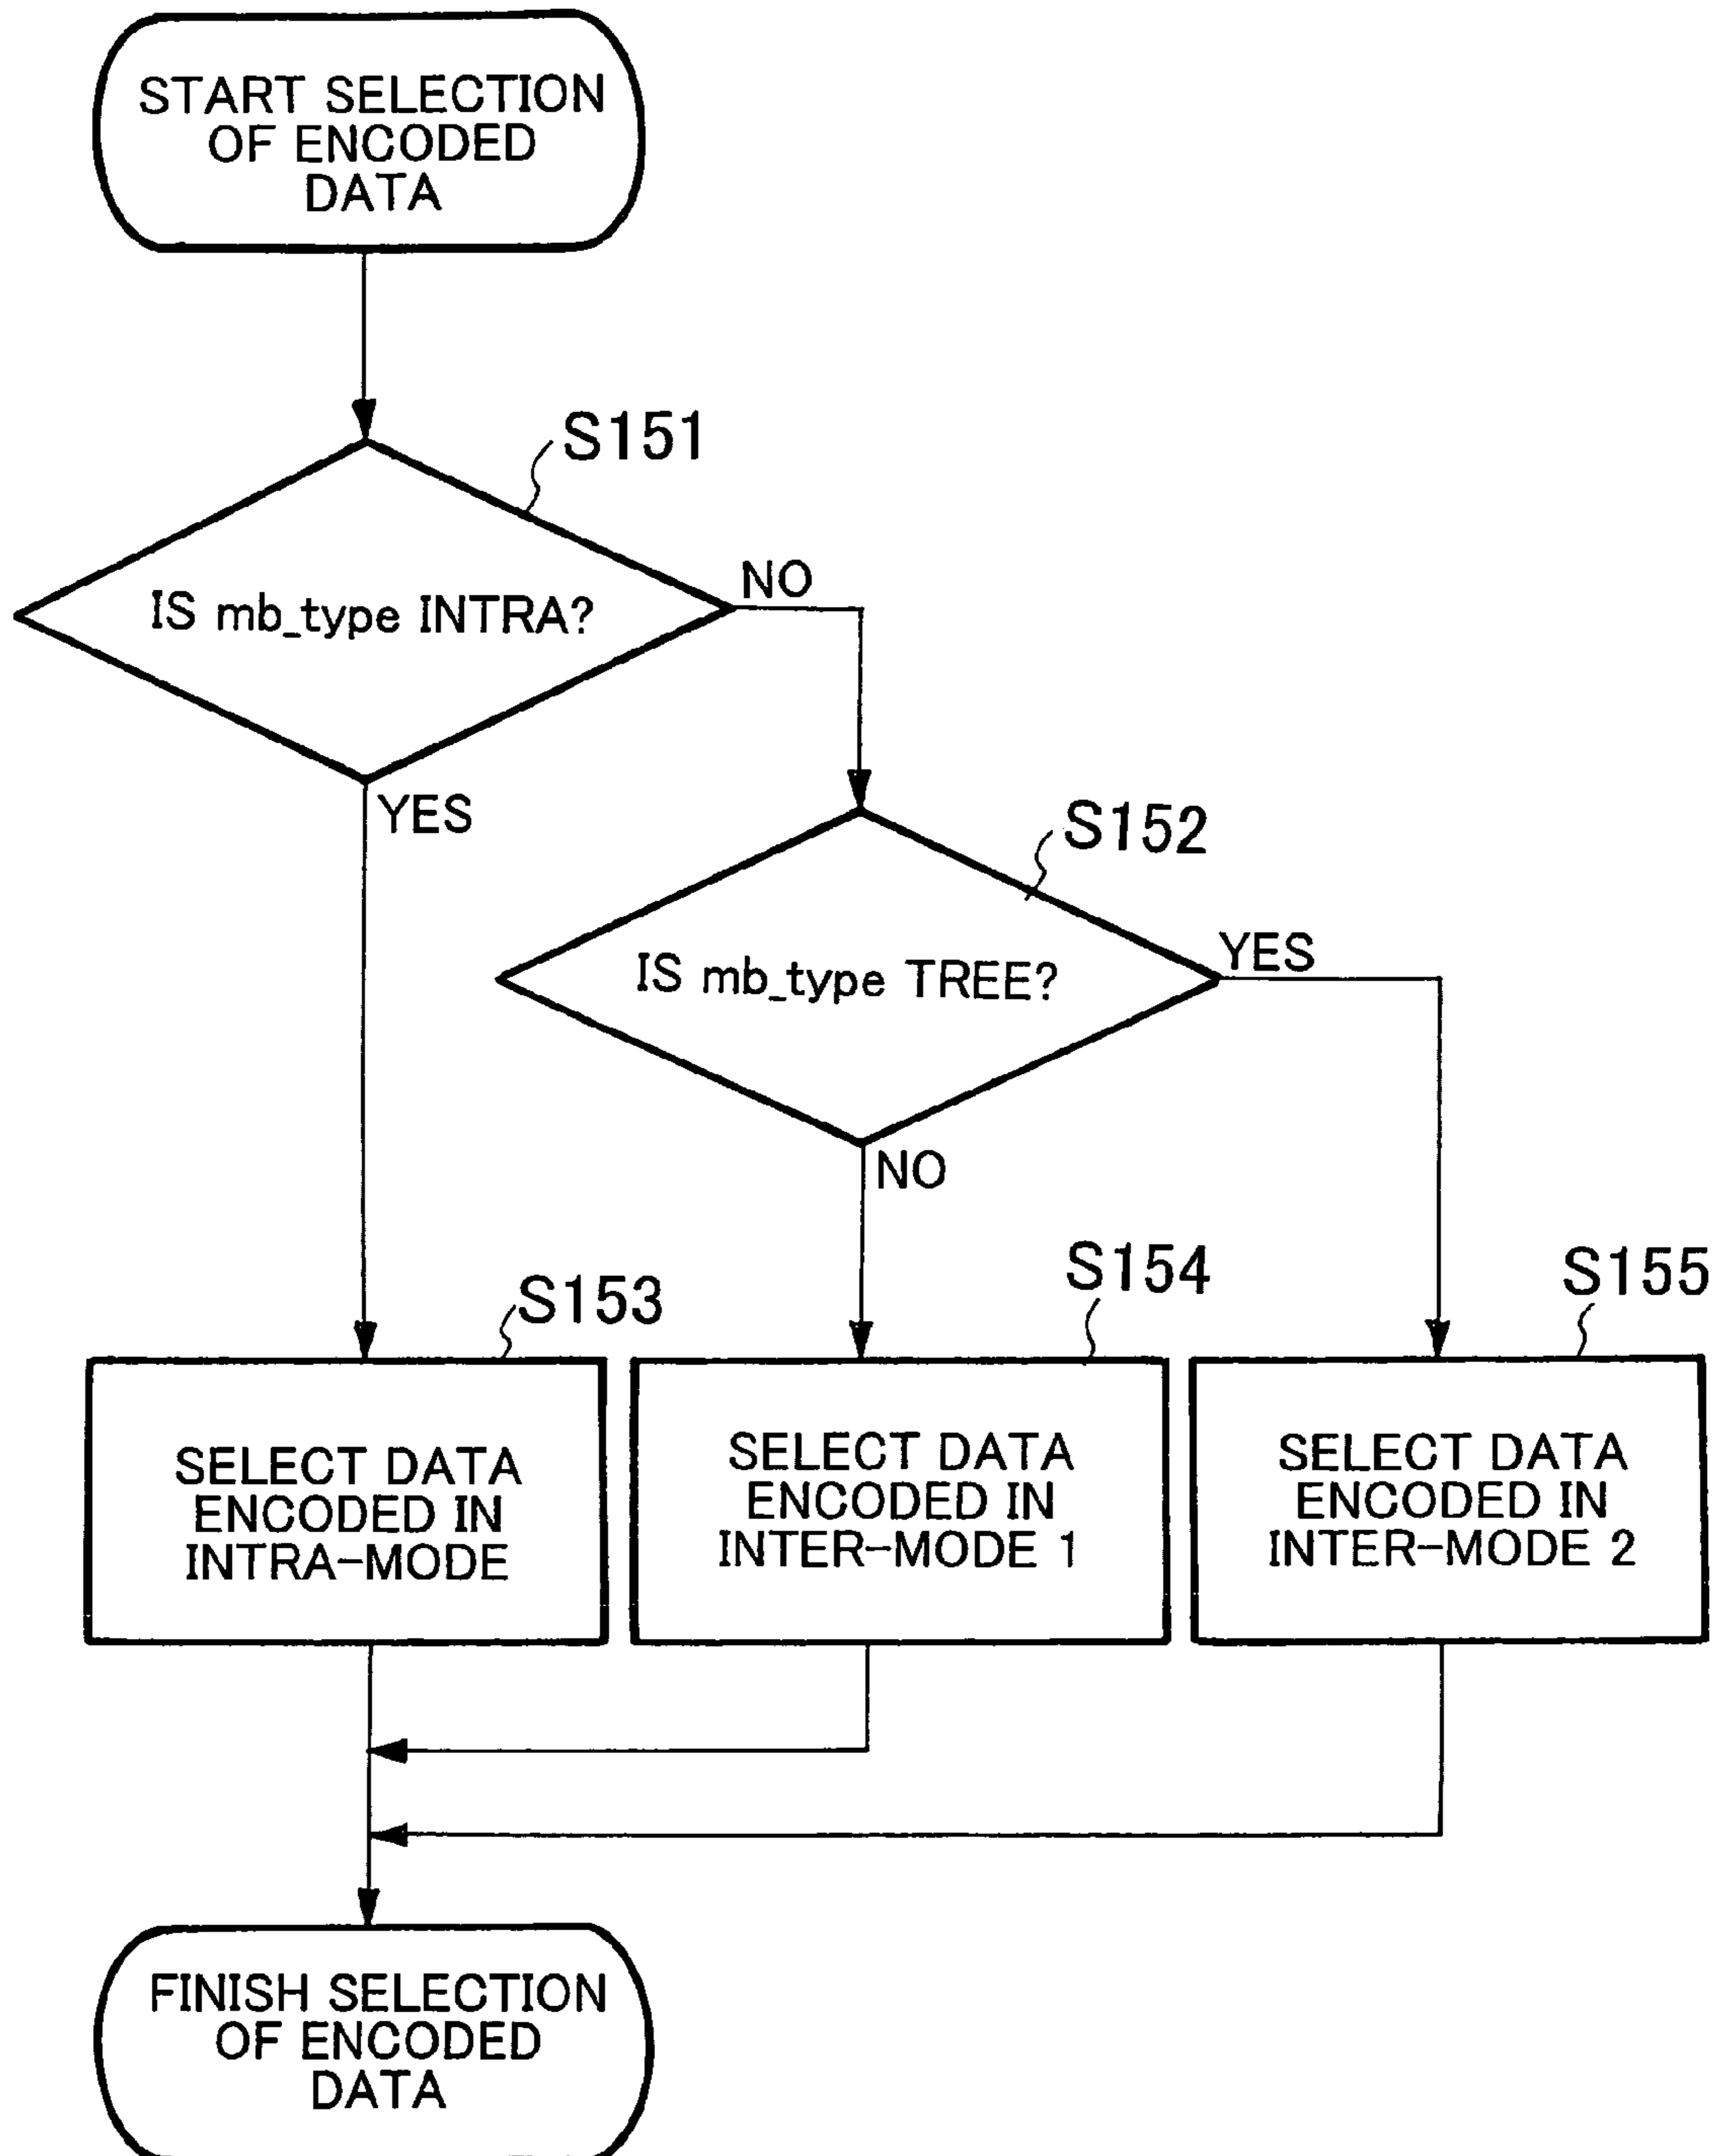 START SELECTION
OF ENCODED
DATA
S151
IS mb_type INTRA?
NO
YES
S152
IS mb_type TREE?
YES
NO
S153
S154
S155
SELECT DATA
ENCODED IN
INTRA-MODE
SELECT DATA
ENCODED IN
INTER-MODE 1
SELECT DATA
ENCODED IN
INTER-MODE 2
FINISH SELECTION
OF ENCODED
DATA